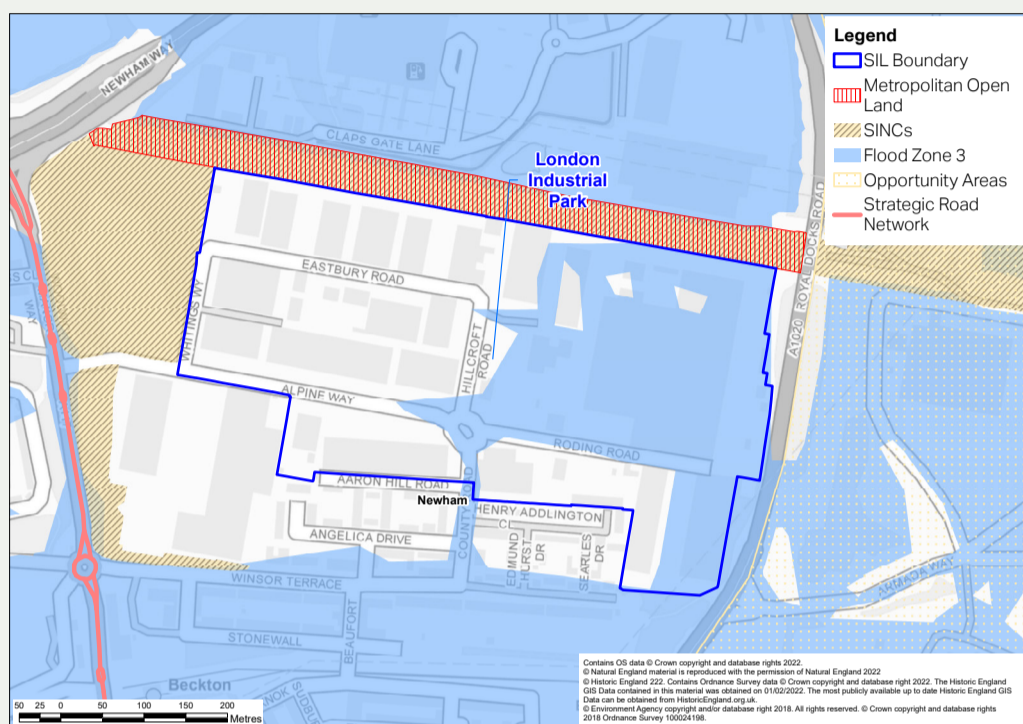 NEWHAM WAY
CLAPS GATE LANE
London
Industrial
Park
Legend
SIL Boundary
Metropolitan Open
Land
SINCs
Flood Zone 3
Opportunity Areas
Strategic Road
Network
A1020 ROYAL DOCKS ROAD
EASTBURY ROAD
WHITINGS WY
HILLCROFT
ROAD
WAY
ALPINE WAY
RODING ROAD
AARON HILL ROAD
Newham
COUNTY ROAD
HENRY ADDLINGTON
CL
ANGELICA DRIVE
EDMUND
HURST
DR
SEARLES
DR
WINSOR TERRACE
ARMADA WAY
BEAUFORT
STONEWALL
Beckton
50 25 0 50 100 150 200
Metres
Contains OS data © Crown copyright and database rights 2022.
© Natural England material is reproduced with the permission of Natural England 2022
© Historic England 222. Contains Ordnance Survey data © Crown copyright and database right 2022. The Historic England
GIS Data contained in this material was obtained on 01/02/2022. The most publicly available up to date Historic England GIS
Data can be obtained from HistoricEngland.org.uk.
© Environment Agency copyright and/or database right 2018. All rights reserved. © Crown copyright and database rights
2018 Ordnance Survey 100024198.